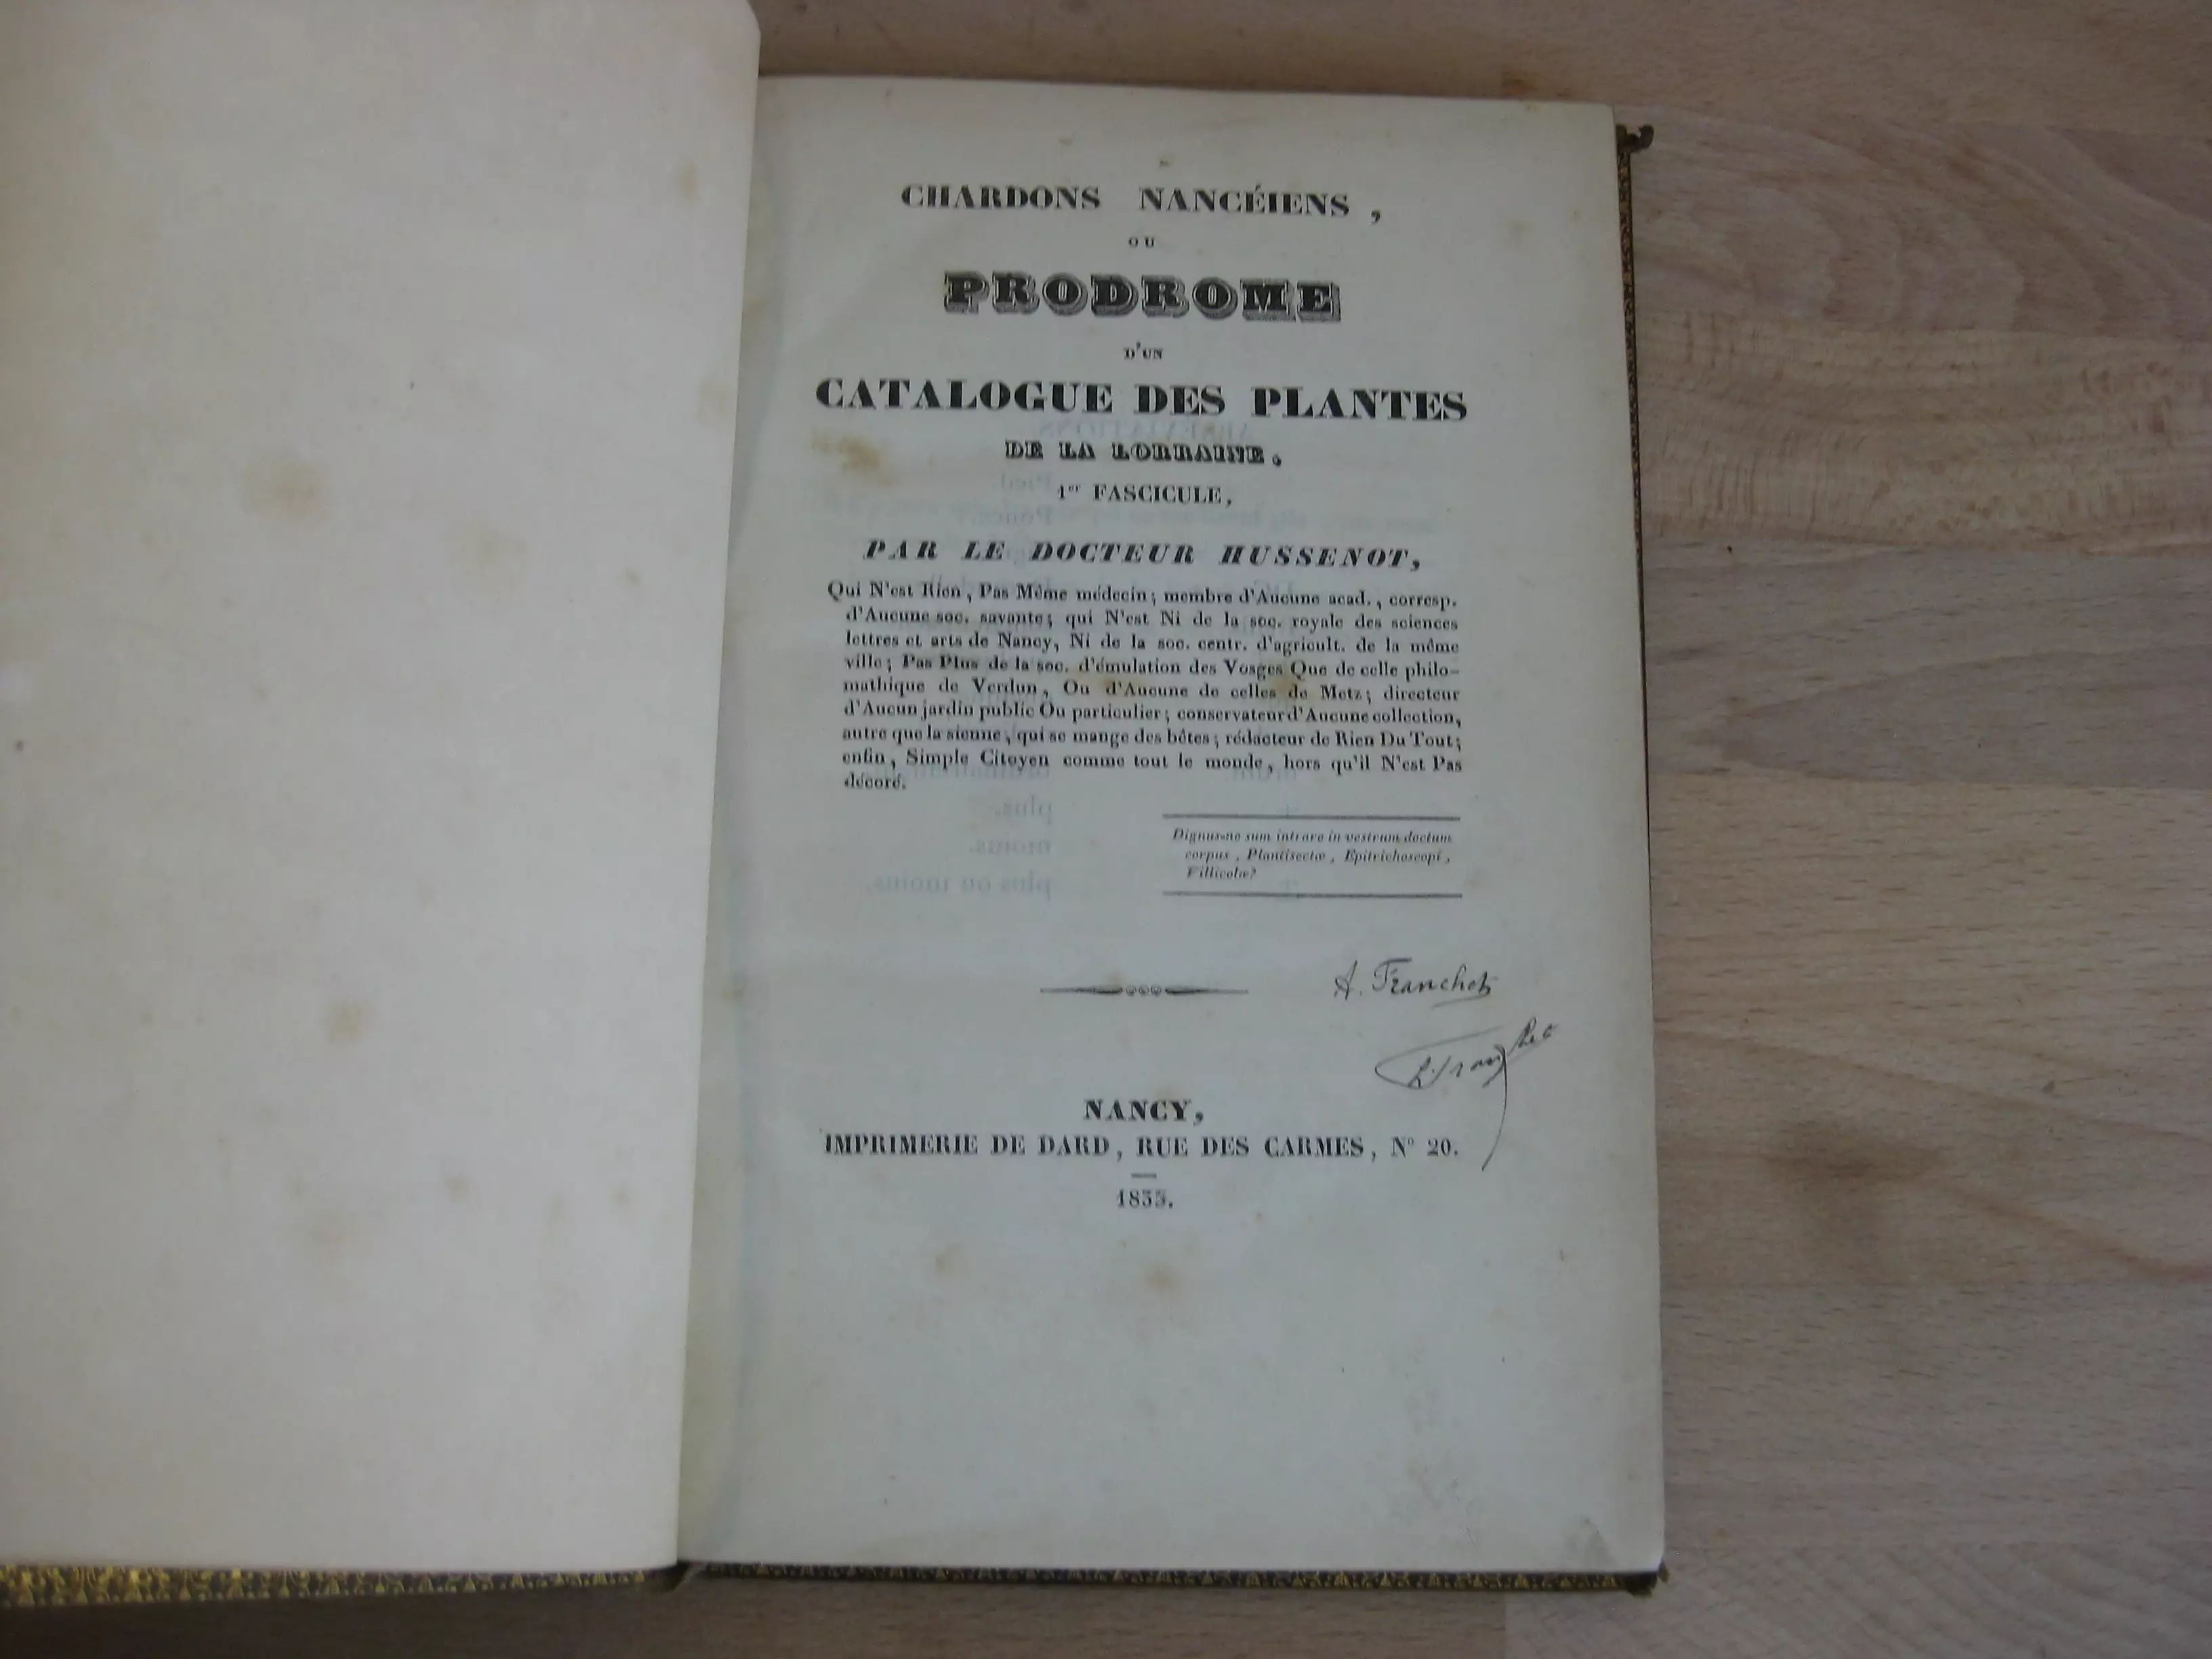 CHARDONS NANCÉIENS,
OU
PRODROME
D'UN
CATALOGUE DES PLANTES
DE LA LORRAINE,
1er FASCICULE,
PAR LE DOCTEUR HUSSENOT,
Qui N'est Rien, Pas Même médecin; membre d'Aucune acad., corresp.
d'Aucune soc. savante; qui N'est Ni de la soc. royale des sciences
lettres et arts de Nancy, Ni de la soc. centr. d'agricult. de la même
ville; Pas Plus de la soc. d'émulation des Vosges Que de celle philo-
mathique de Verdun, Ou d'Aucune de celles de Metz; directeur
d'Aucun jardin public Ou particulier; conservateur d'Aucune collection,
autre que la sienne, qui se mange des bêtes; rédacteur de Rien Du Tout;
enfin, Simple Citoyen comme tout le monde, hors qu'il N'est Pas
décoré.
Dignus-ne sum intrare in vestrum doctum
corpus, Plantisectæ, Epitrichoscopi,
Villicolæ?
A. Franchet
NANCY,
IMPRIMERIE DE DARD, RUE DES CARMES, N° 20.
1835.